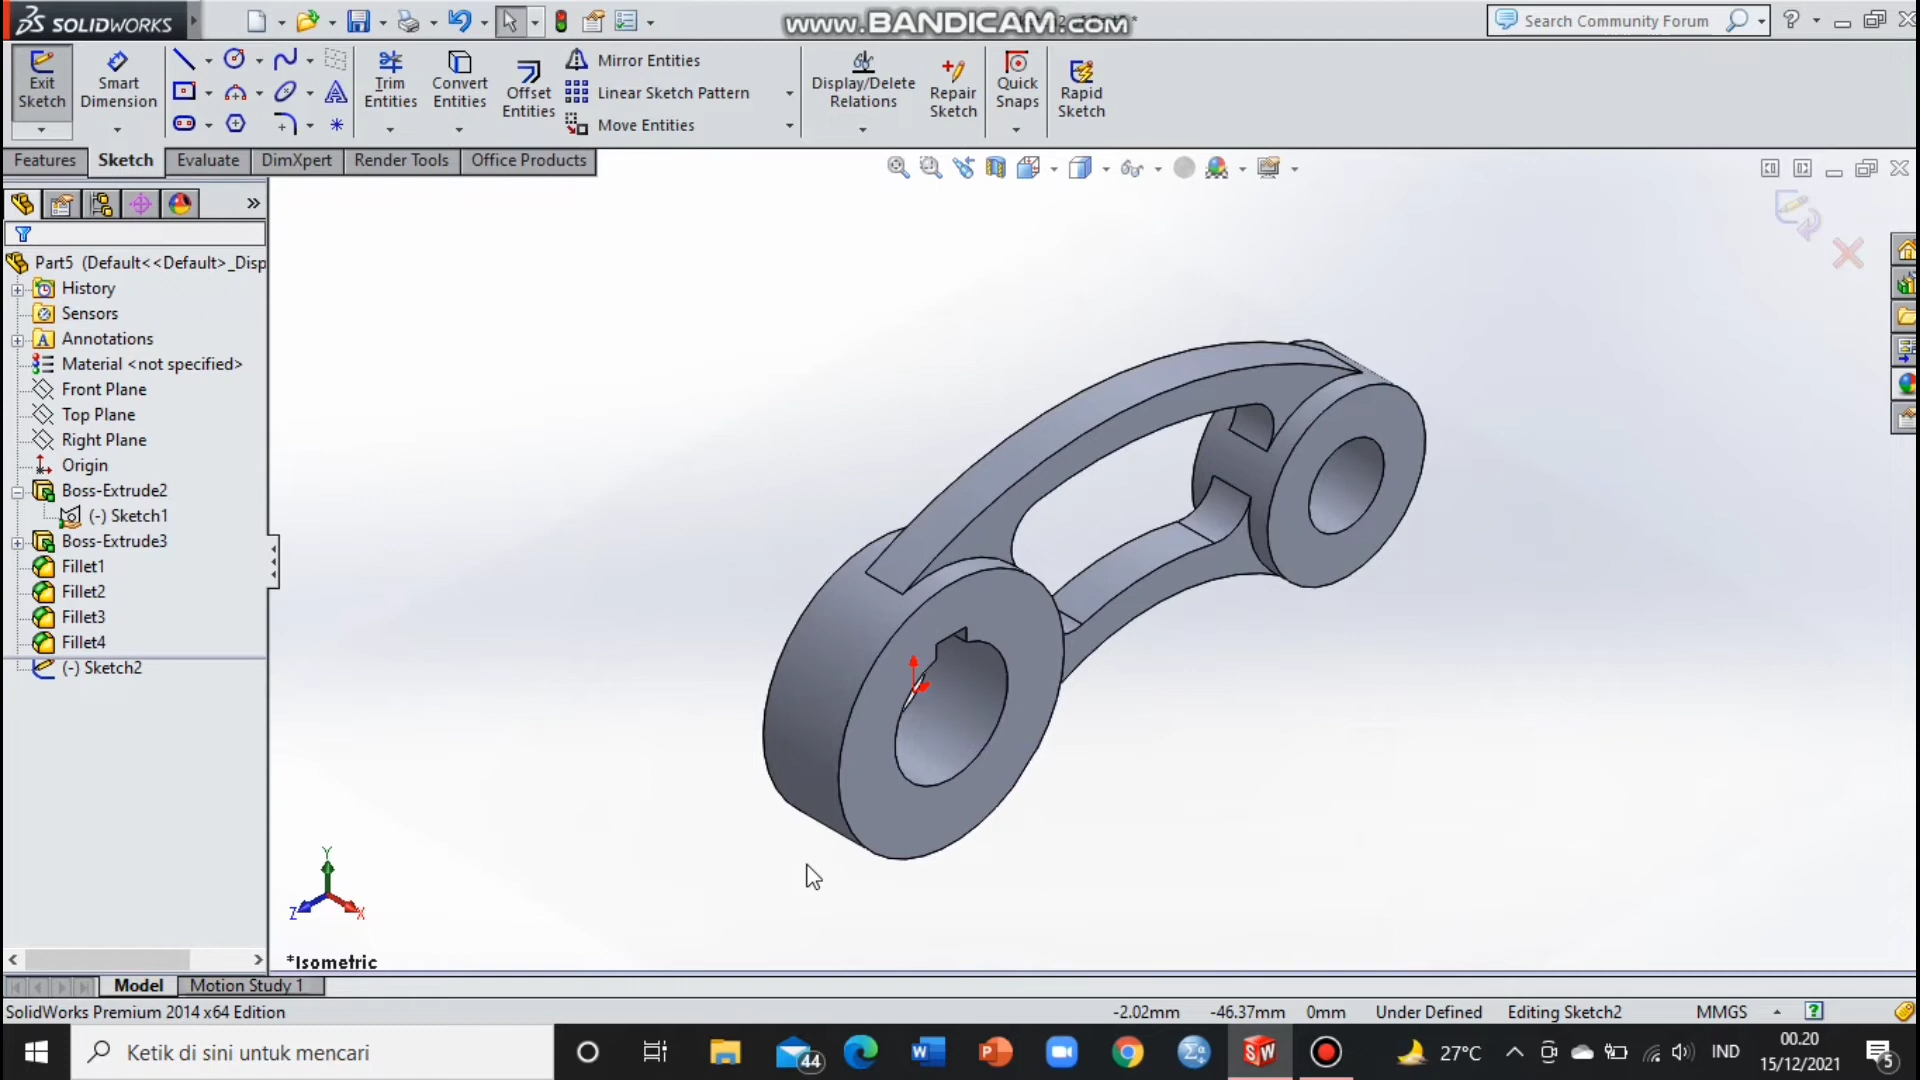 SOLIDWORKS
www.BANDICAM.com
Search Community Forum
Exit Sketch
Smart Dimension
Trim Entities
Convert Entities
Offset Entities
Mirror Entities
Linear Sketch Pattern
Move Entities
Display/Delete Relations
Repair Sketch
Quick Snaps
Rapid Sketch
Features Sketch Evaluate DimXpert Render Tools Office Products
Part5 (Default<<Default>_Disp
History
Sensors
Annotations
Material <not specified>
Front Plane
Top Plane
Right Plane
Origin
Boss-Extrude2
(-) Sketch1
Boss-Extrude3
Fillet1
Fillet2
Fillet3
Fillet4
(-) Sketch2
Y
Z X
*Isometric
Model Motion Study 1
SolidWorks Premium 2014 x64 Edition -2.02mm -46.37mm 0mm Under Defined Editing Sketch2 MMGS
Ketik di sini untuk mencari 44 27°C IND 00.20
15/12/2021 5